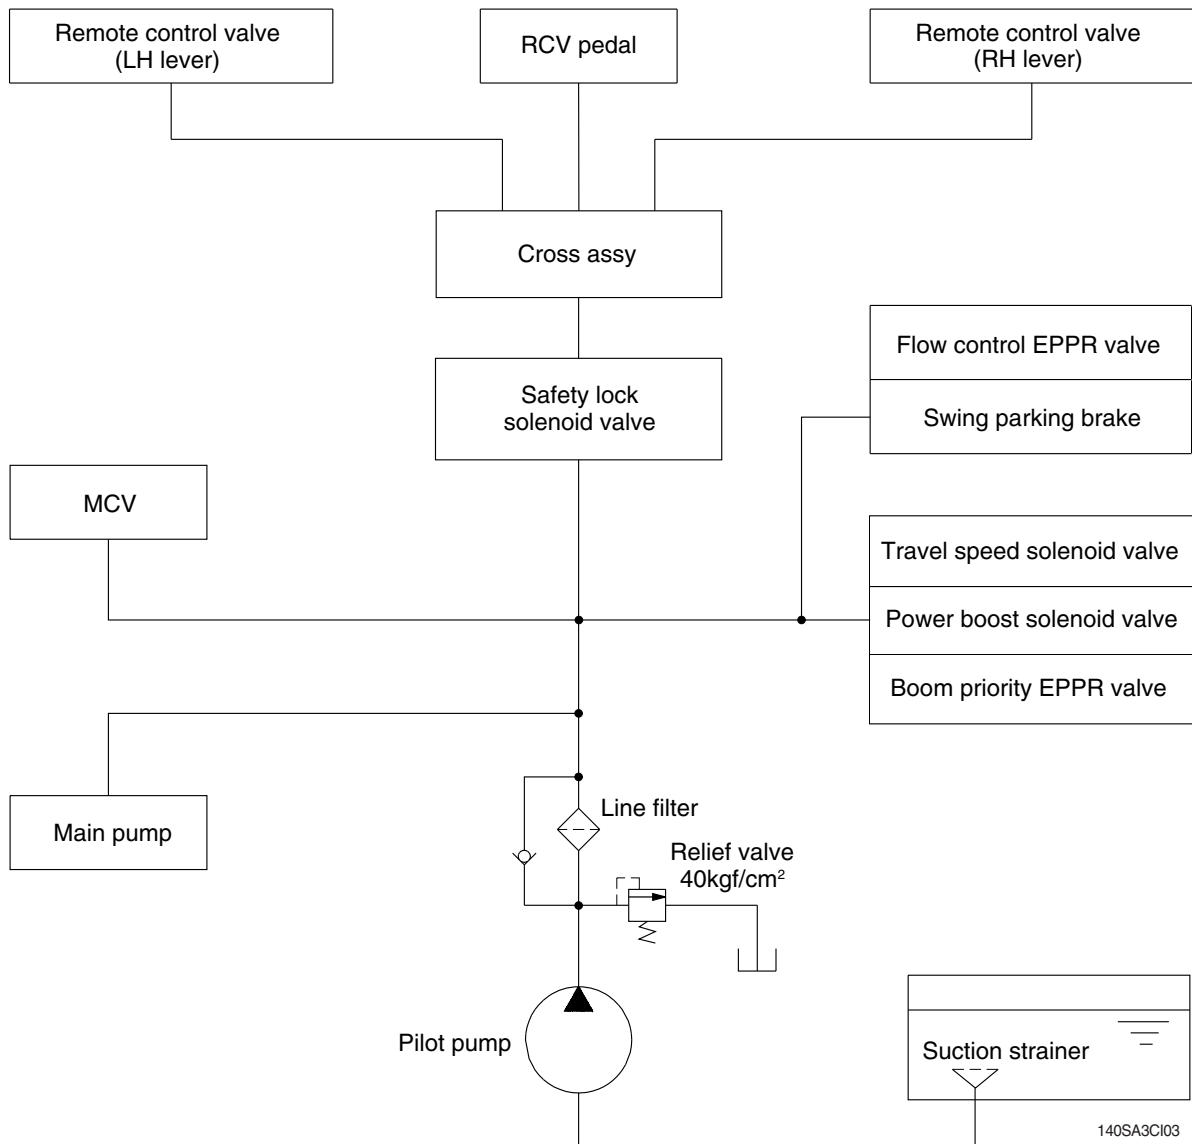 Remote control valve
(LH lever)
RCV pedal
Remote control valve
(RH lever)
Cross assy
Safety lock
solenoid valve
Flow control EPPR valve
Swing parking brake
MCV
Travel speed solenoid valve
Power boost solenoid valve
Boom priority EPPR valve
Main pump
Line filter
Relief valve
40kgf/cm²
Pilot pump
Suction strainer
140SA3CI03